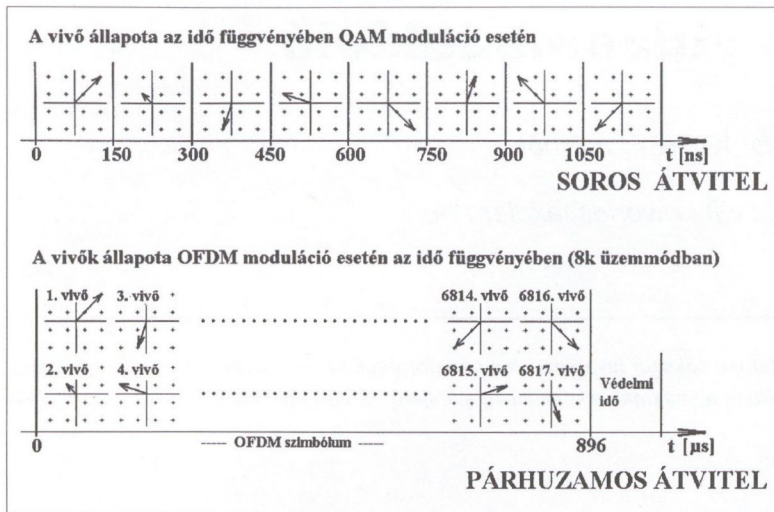 A vivő állapota az idő függvényében QAM moduláció esetén
0 150 300 450 600 750 900 1050 t [ns]
SOROS ÁTVITEL
A vivők állapota OFDM moduláció esetén az idő függvényében (8k üzemmódban)
1. vivő 3. vivő 6814. vivő 6816. vivő
2. vivő 4. vivő 6815. vivő 6817. vivő
Védelmi
idő
0 OFDM szimbólum 896 t [µs]
PÁRHUZAMOS ÁTVITEL